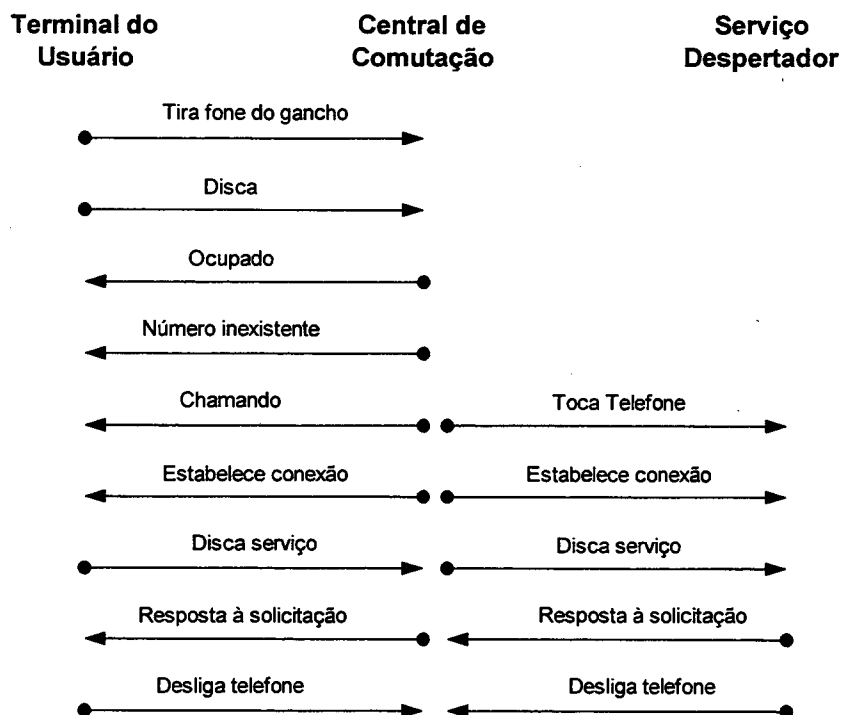 Terminal do
Usuário
Central de
Comutação
Serviço
Despertador
Tira fone do gancho
Disca
Ocupado
Número inexistente
Chamando
Toca Telefone
Estabelece conexão
Estabelece conexão
Disca serviço
Disca serviço
Resposta à solicitação
Resposta à solicitação
Desliga telefone
Desliga telefone